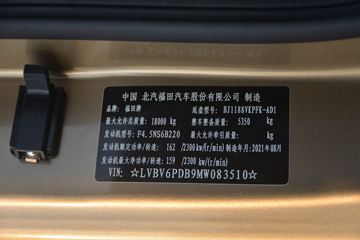 中国 北汽福田汽车股份有限公司 制造
品牌：福田牌 底盘型号：BJ1188VKPFK-AD1
最大允许总质量：18000 kg 整车整备质量：5350 kg
发动机型号：F4.5NS6B220 最大允许牵引质量： kg
发动机额定功率/转速：162 /2300 kw/(r/min) 制造年月：2021年08月
发动机最大净功率/转速：159 /2300 kw/(r/min)
VIN：☆LVBV6PDB9MW083510☆